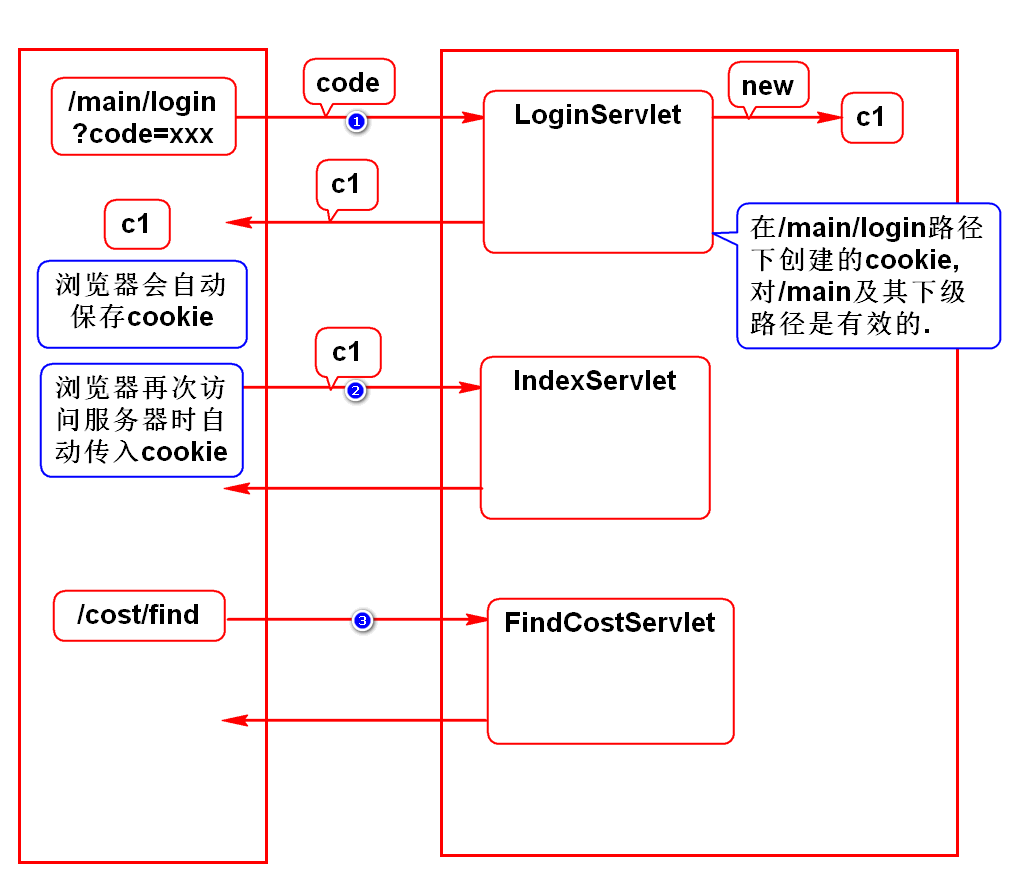 /main/login
?code=xxx
code
1
LoginServlet
new
c1
c1
c1
在/main/login路径
下创建的cookie,
对/main及其下级
路径是有效的.
浏览器会自动
保存cookie
c1
2
浏览器再次访
问服务器时自
动传入cookie
IndexServlet
/cost/find
3
FindCostServlet